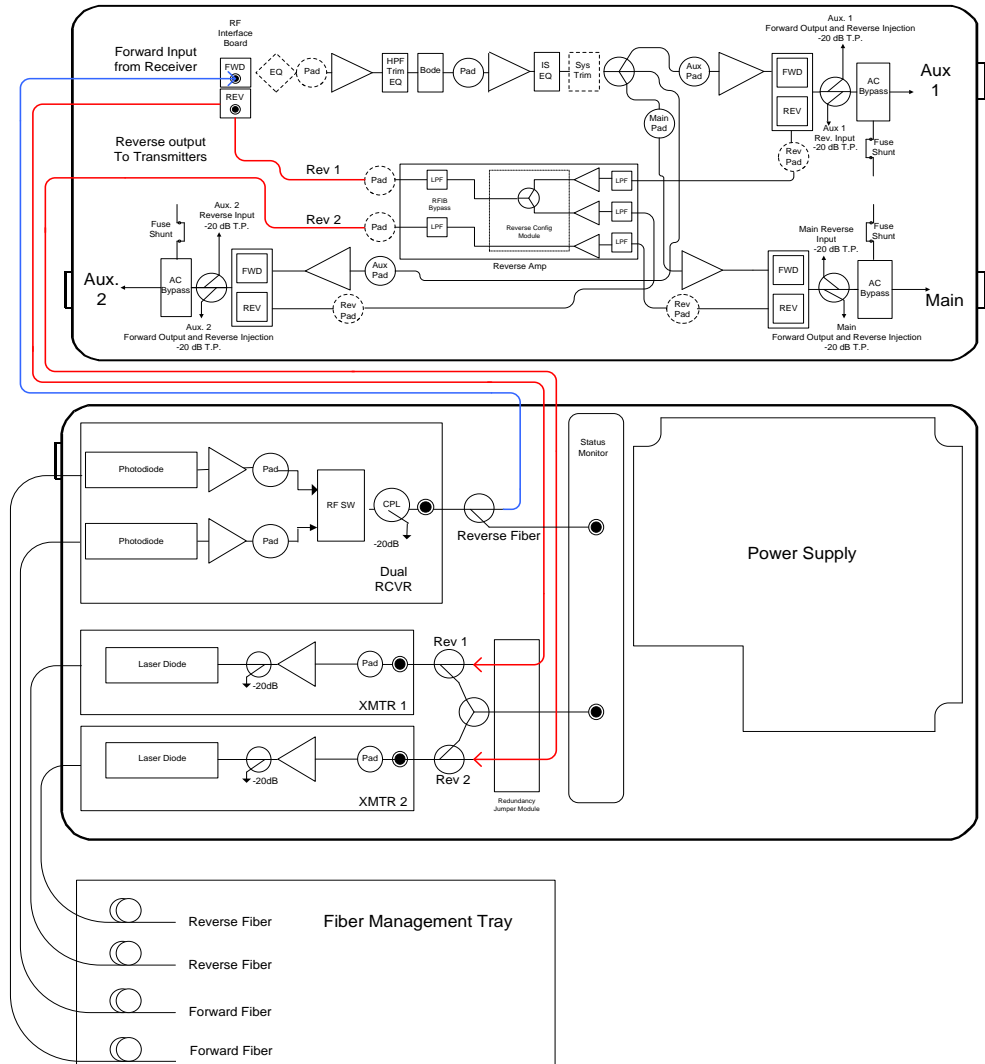 RF
Interface
Board
Forward Input
from Receiver
FWD
REV
EQ
Pad
HPF
Trim
EQ
Bode
Pad
IS
EQ
Sys
Trim
Aux
Pad
Main
Pad
FWD
REV
Aux. 1
Forward Output and Reverse Injection
-20 dB T.P.
AC
Bypass
Aux
1
Aux 1
Rev. Input
-20 dB T.P.
Fuse
Shunt
Rev
Pad
Reverse output
To Transmitters
Rev 1
Pad
LPF
RFIB
Bypass
Rev 2
Pad
LPF
Reverse Config
Module
LPF
LPF
LPF
Reverse Amp
Aux. 2
Reverse Input
-20 dB T.P.
Fuse
Shunt
Aux.
2
AC
Bypass
FWD
REV
Aux
Pad
Rev
Pad
Aux. 2
Forward Output and Reverse Injection
-20 dB T.P.
Main Reverse
Input
-20 dB T.P.
Fuse
Shunt
FWD
REV
AC
Bypass
Main
Rev
Pad
Main
Forward Output and Reverse Injection
-20 dB T.P.
Photodiode
Pad
RF SW
CPL
-20dB
Photodiode
Pad
Dual
RCVR
Reverse Fiber
Status
Monitor
Power Supply
Laser Diode
-20dB
Pad
XMTR 1
Rev 1
Laser Diode
-20dB
Pad
XMTR 2
Rev 2
Redundancy
Jumper Module
Fiber Management Tray
Reverse Fiber
Reverse Fiber
Forward Fiber
Forward Fiber